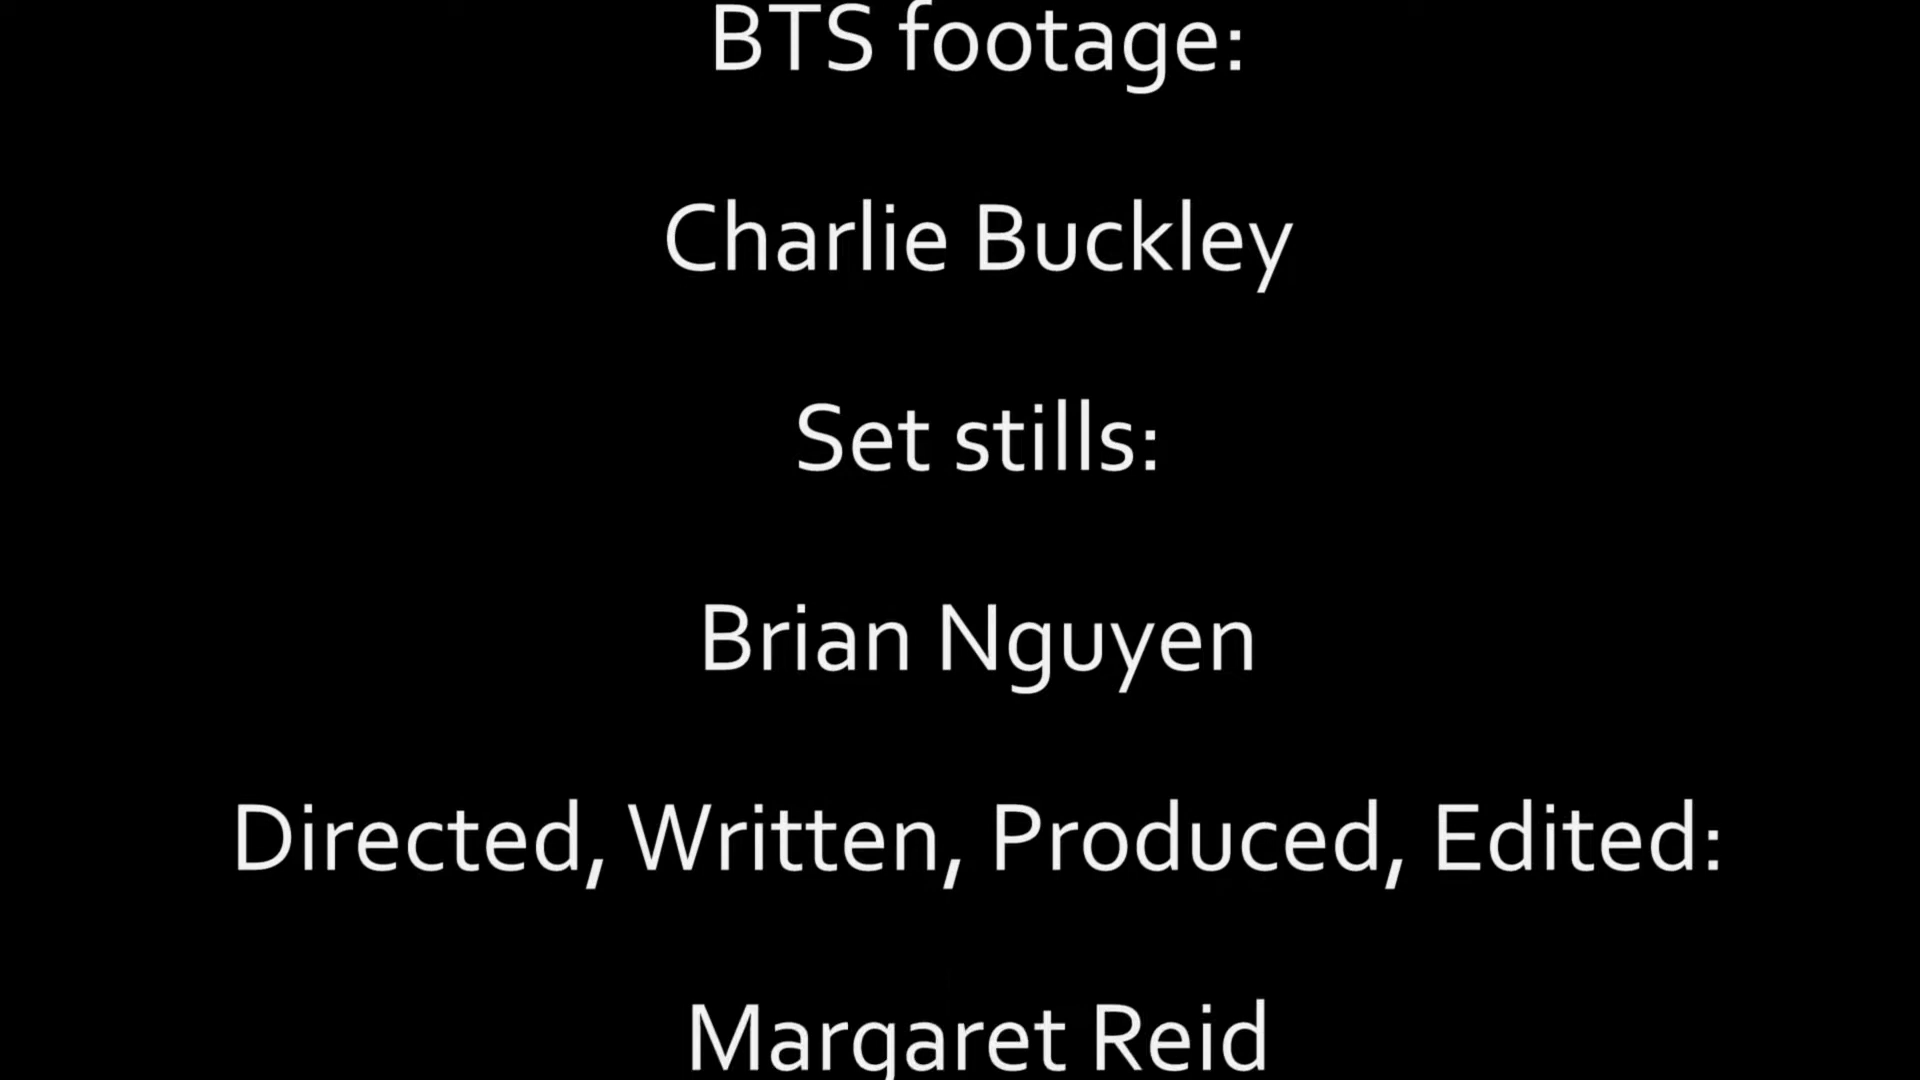 BTS footage:
Charlie Buckley
Set stills:
Brian Nguyen
Directed, Written, Produced, Edited:
Margaret Reid